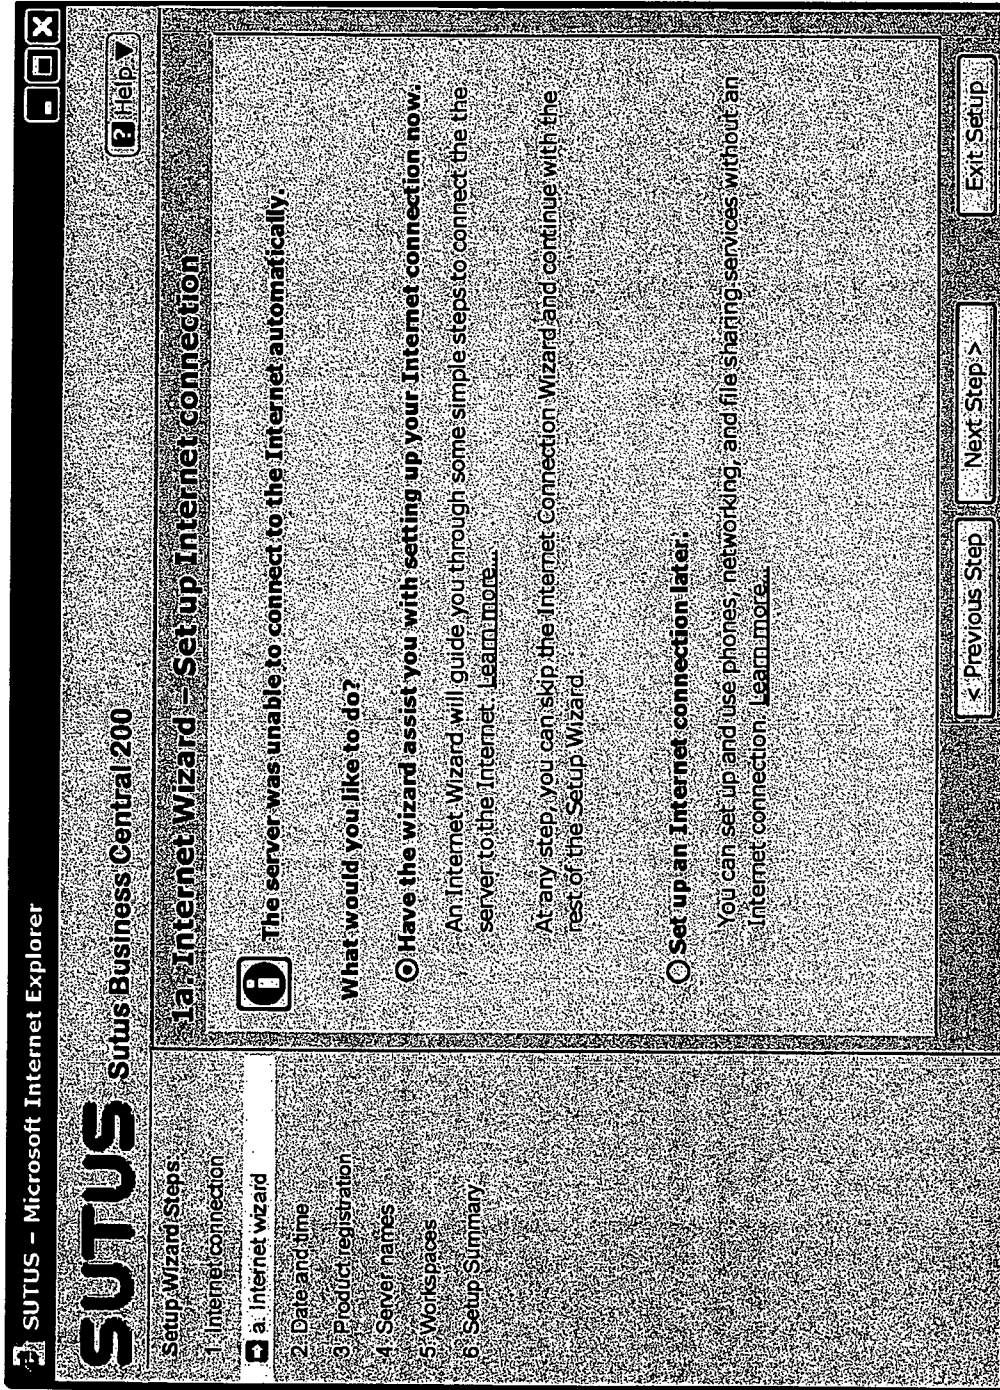 SUTUS – Microsoft Internet Explorer
SUTUS Sutus Business Central 200
? Help
Setup Wizard Steps:
1. Internet connection
a. Internet wizard
2. Date and time
3. Product registration
4. Server names
5. Workspaces
6. Setup Summary
1a. Internet Wizard – Set up Internet connection
The server was unable to connect to the Internet automatically.
What would you like to do?
Have the wizard assist you with setting up your Internet connection now.
An Internet Wizard will guide you through some simple steps to connect the the
server to the Internet. Learn more...
At any step, you can skip the Internet Connection Wizard and continue with the
rest of the Setup Wizard.
Set up an Internet connection later.
You can set up and use phones, networking, and file sharing services without an
Internet connection. Learn more...
< Previous Step
Next Step >
Exit Setup